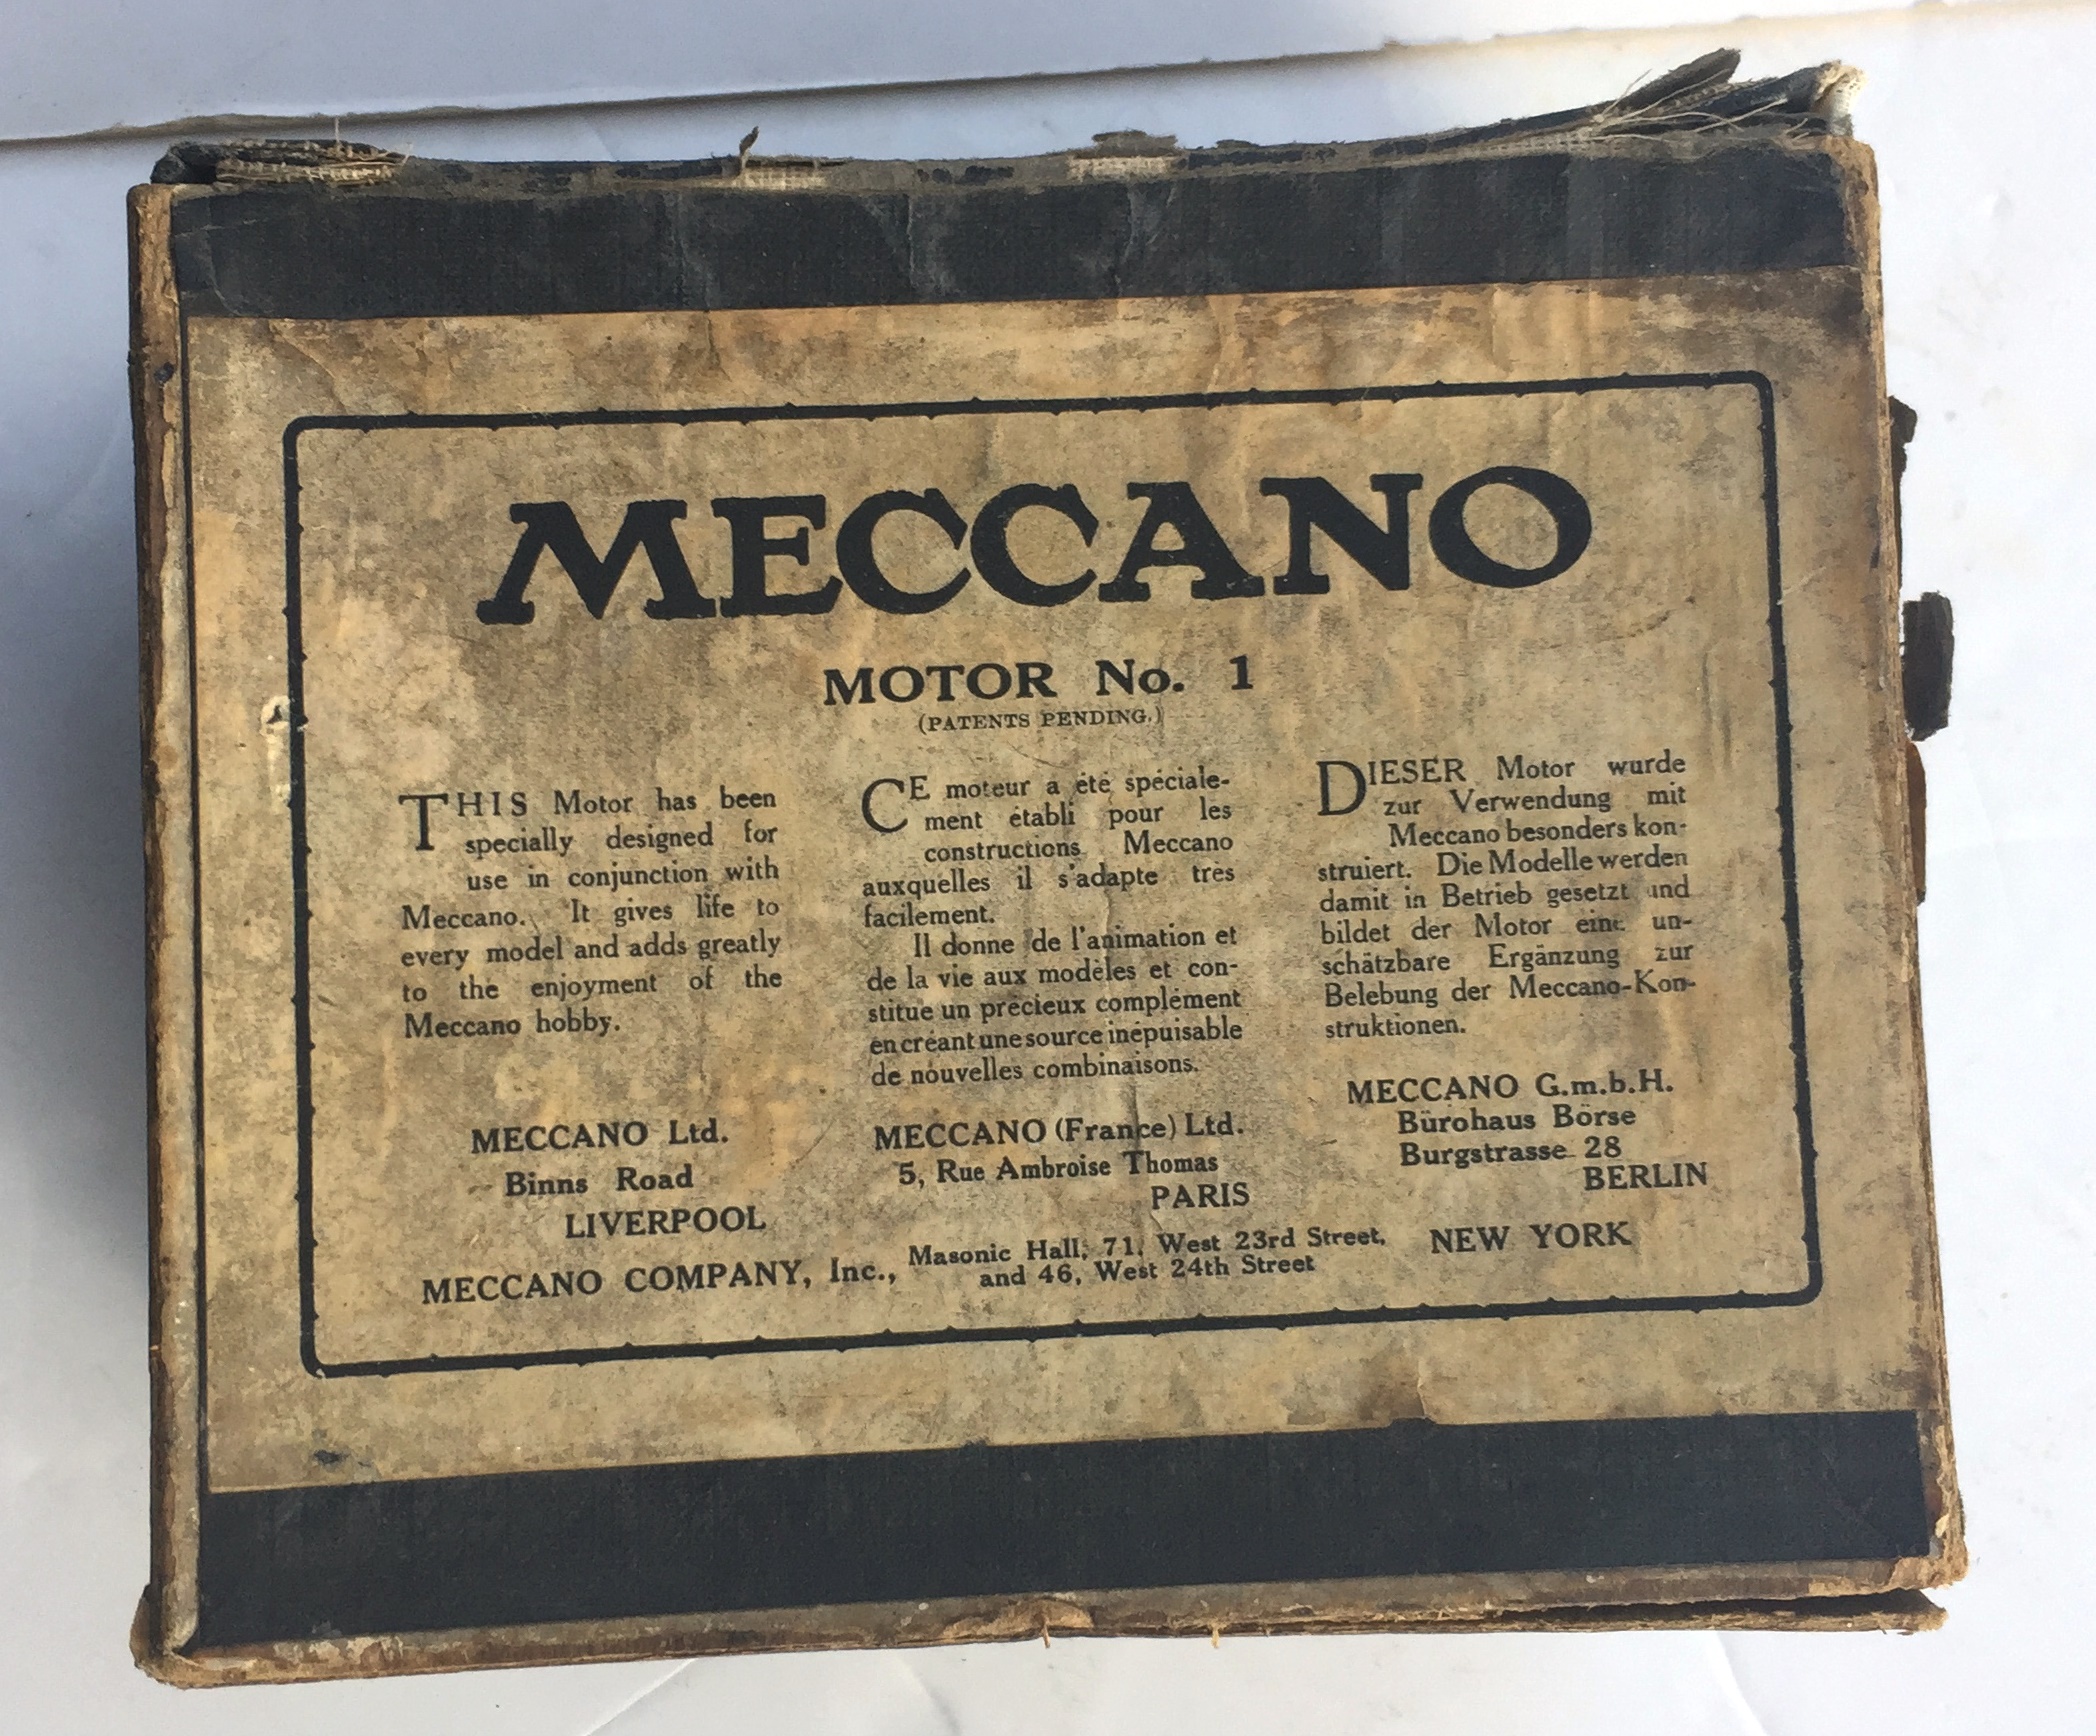 MECCANO
MOTOR No. 1
(PATENTS PENDING.)
THIS Motor has been
specially designed for
use in conjunction with
Meccano. It gives life to
every model and adds greatly
to the enjoyment of the
Meccano hobby.
MECCANO Ltd.
Binns Road
LIVERPOOL
CE moteur a été spéciale-
ment établi pour les
constructions Meccano
auxquelles il s'adapte très
facilement.
Il donne de l'animation et
de la vie aux modèles et con-
stitue un précieux complément
en créant une source inépuisable
de nouvelles combinaisons.
MECCANO (France) Ltd.
5, Rue Ambroise Thomas
PARIS
DIESER Motor wurde
zur Verwendung mit
Meccano besonders kon-
struiert. Die Modelle werden
damit in Betrieb gesetzt und
bildet der Motor eine un-
schätzbare Ergänzung zur
Belebung der Meccano-Kon-
struktionen.
MECCANO G.m.b.H.
Bürohaus Börse
Burgstrasse 28
BERLIN
MECCANO COMPANY, Inc., Masonic Hall, 71, West 23rd Street, NEW YORK
and 46, West 24th Street